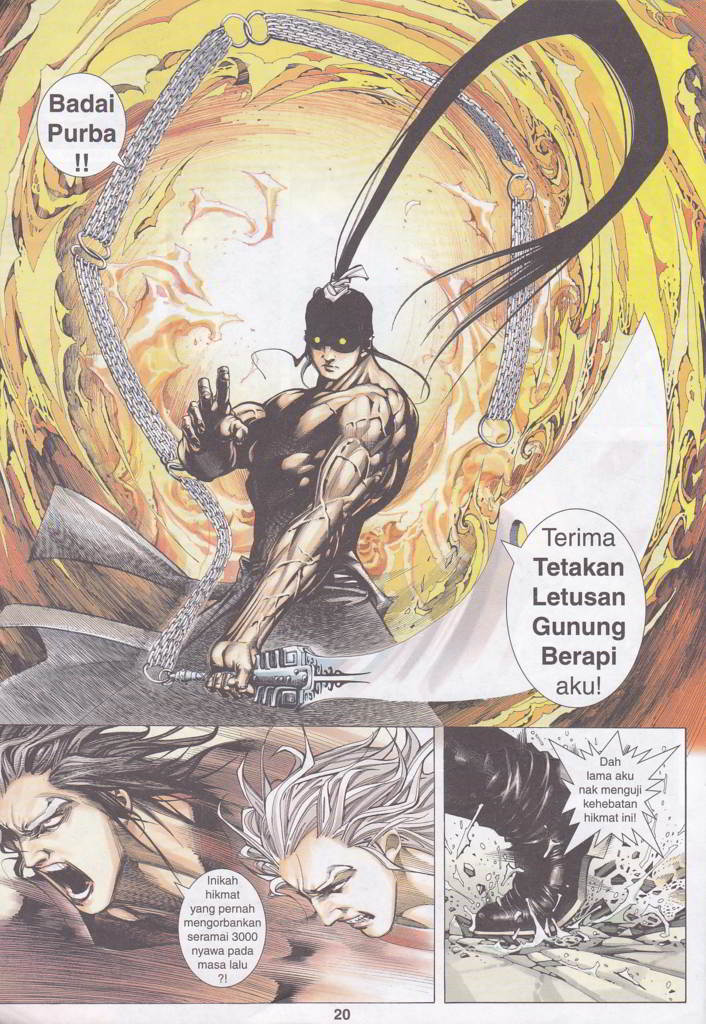 Badai
Purba
!!
Terima
Tetakan
Letusan
Gunung
Berapi
aku!
Inikah
hikmat
yang pernah
mengorbankan
seramai 3000
nyawa pada
masa lalu
?!
Dah
lama aku
nak menguji
kehebatan
hikmat ini!
20